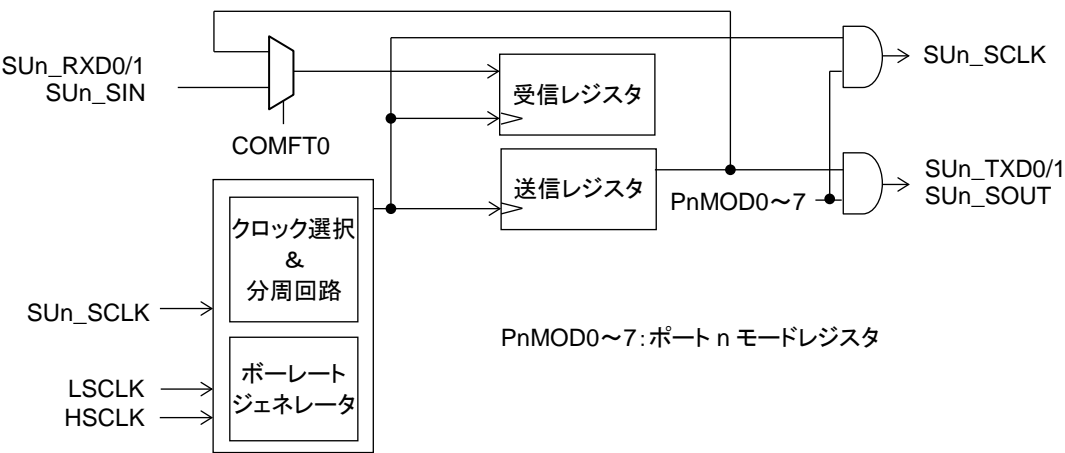 SUn_RXD0/1
SUn_SIN
COMFT0
受信レジスタ
送信レジスタ
SUn_SCLK
SUn_TXD0/1
SUn_SOUT
PnMOD0～7
クロック選択
&
分周回路
SUn_SCLK
ボーレート
ジェネレータ
LSCLK
HSCLK
PnMOD0～7：ポート n モードレジスタ